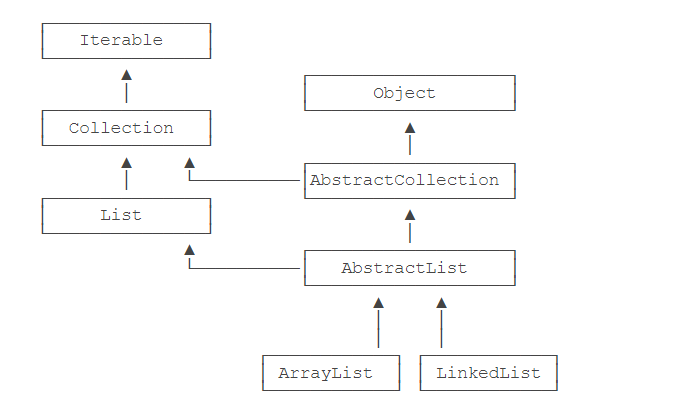 Iterable
Object
Collection
AbstractCollection
List
AbstractList
ArrayList
LinkedList